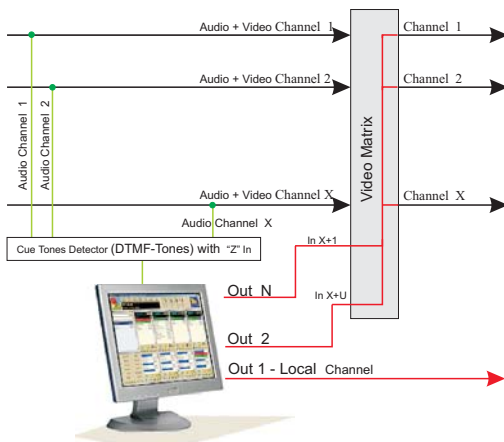 Audio + Video Channel 1
Channel 1
Audio + Video Channel 2
Channel 2
Audio Channel 1
Audio Channel 2
Video Matrix
Audio + Video Channel X
Channel X
Audio Channel X
Cue Tones Detector (DTMF-Tones) with "Z" In
In X+1
Out N
In X+U
Out 2
Out 1 - Local Channel